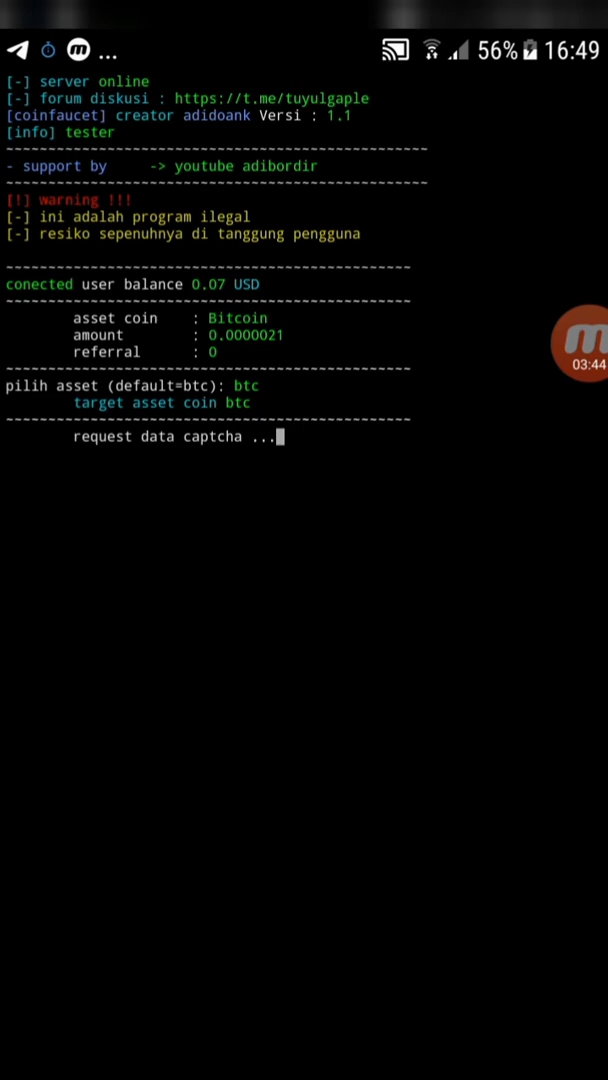 56% 16:49
[-] server online
[-] forum diskusi : https://t.me/tuyulgaple
[coinfaucet] creator adidoank Versi : 1.1
[info] tester
- support by -> youtube adibordir
[!] warning !!!
[-] ini adalah program ilegal
[-] resiko sepenuhnya di tanggung pengguna
conected user balance 0.07 USD
asset coin : Bitcoin
amount : 0.0000021
referral : 0
03:44
pilih asset (default=btc): btc
target asset coin btc
request data captcha ...